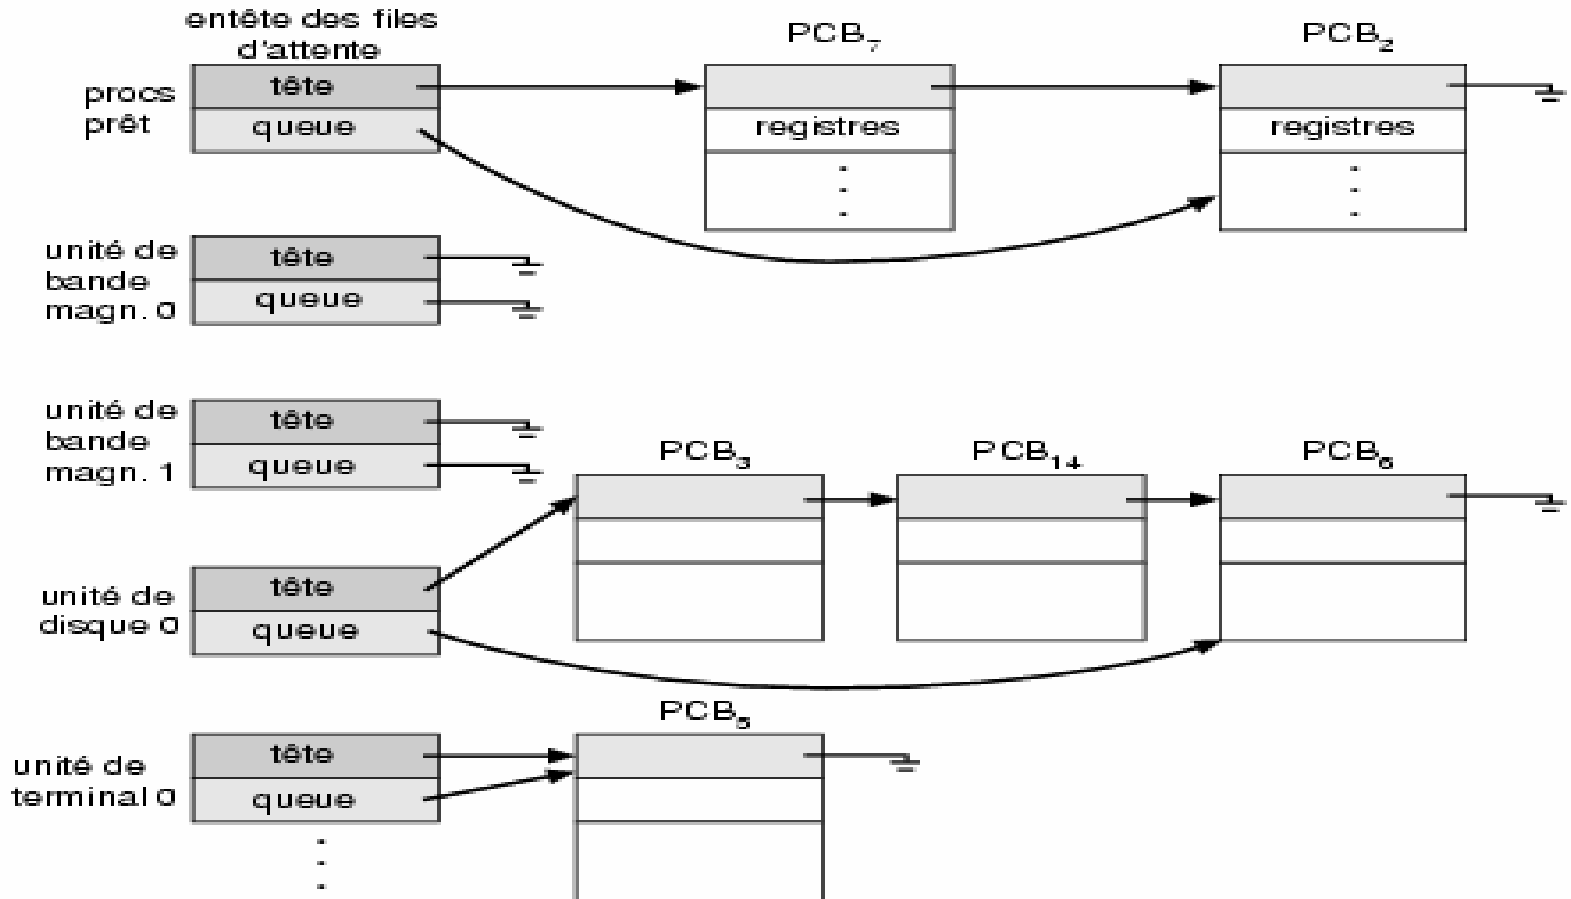 entête des files
d'attente
PCB₇
PCB₂
procs
prêt
tête
queue
registres
registres
unité de
bande
magn. 0
tête
queue
unité de
bande
magn. 1
tête
queue
PCB₃
PCB₁₄
PCB₆
unité de
disque 0
tête
queue
PCB₅
unité de
terminal 0
tête
queue